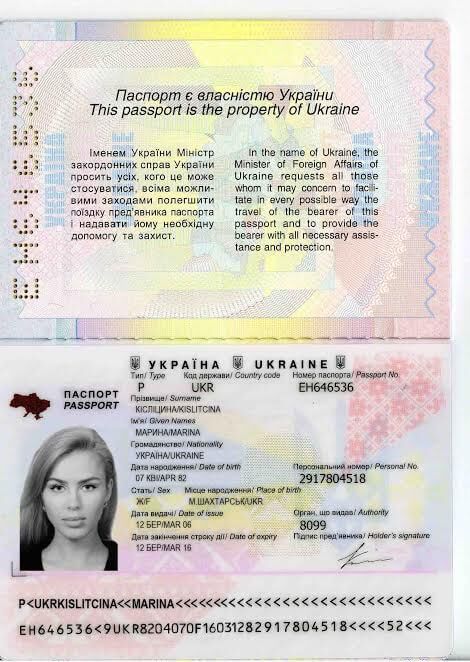 Паспорт є власністю України
This passport is the property of Ukraine
Іменем України Міністр
закордонних справ України
просить усіх, кого це може
стосуватися, всіма можли-
вими заходами полегшити
поїздку пред'явника паспорта
і надавати йому необхідну
допомогу та захист.
In the name of Ukraine, the
Minister of Foreign Affairs of
Ukraine requests all those
whom it may concern to facili-
tate in every possible way the
travel of the bearer of this
passport and to provide the
bearer with all necessary assis-
tance and protection.
УКРАЇНА UKRAINE
ПАСПОРТ
PASSPORT
Тип/ Type Код держави/ Country code Номер паспорта/ Passport No.
P UKR EH646536
Прізвище/ Surname
КІСЛІЦИНА/KISLITCINA
Ім'я/ Given Names
МАРИНА/MARINA
Громадянство/ Nationality
УКРАЇНА/UKRAINE
Дата народження/ Date of birth Персональний номер/ Personal No.
07 КВІ/APR 82 2917804518
Стать/ Sex Місце народження/ Place of birth
Ж/F М.ШАХТАРСЬК/UKR
Дата видачі/ Date of issue Орган, що видав/ Authority
12 БЕР/MAR 06 8099
Дата закінчення строку дії/ Date of expiry Підпис пред'явника/ Holder's signature
12 БЕР/MAR 16
P<UKRKISLITCINA<<MARINA<<<<<<<<<<<<<<<<<<<<<
EH646536<9UKR8204070F16031282917804518<<<<52<<<